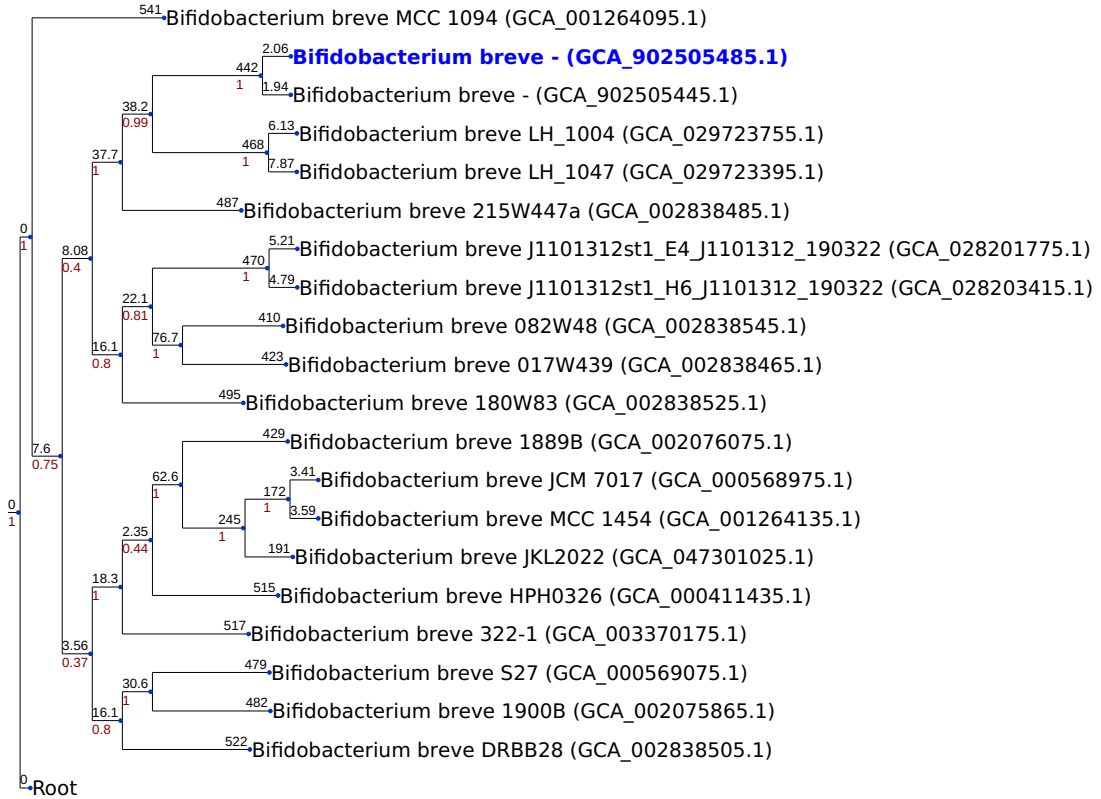 541 Bifidobacterium breve MCC 1094 (GCA_001264095.1)
2.06 Bifidobacterium breve - (GCA_902505485.1)
442
1
1.94 Bifidobacterium breve - (GCA_902505445.1)
38.2
0.99
6.13 Bifidobacterium breve LH_1004 (GCA_029723755.1)
468
1
37.7
1
7.87 Bifidobacterium breve LH_1047 (GCA_029723395.1)
487 Bifidobacterium breve 215W447a (GCA_002838485.1)
0
1
5.21 Bifidobacterium breve J1101312st1_E4_J1101312_190322 (GCA_028201775.1)
8.08
0.4
470
1
4.79 Bifidobacterium breve J1101312st1_H6_J1101312_190322 (GCA_028203415.1)
22.1
0.81
410 Bifidobacterium breve 082W48 (GCA_002838545.1)
76.7
1
16.1
0.8
423 Bifidobacterium breve 017W439 (GCA_002838465.1)
495 Bifidobacterium breve 180W83 (GCA_002838525.1)
429 Bifidobacterium breve 1889B (GCA_002076075.1)
7.6
0.75
3.41 Bifidobacterium breve JCM 7017 (GCA_000568975.1)
62.6
1
172
1
0
1
3.59 Bifidobacterium breve MCC 1454 (GCA_001264135.1)
245
1
2.35
0.44
191 Bifidobacterium breve JKL2022 (GCA_047301025.1)
18.3
1
515 Bifidobacterium breve HPH0326 (GCA_000411435.1)
517 Bifidobacterium breve 322-1 (GCA_003370175.1)
3.56
0.37
479 Bifidobacterium breve S27 (GCA_000569075.1)
30.6
1
482 Bifidobacterium breve 1900B (GCA_002075865.1)
16.1
0.8
522 Bifidobacterium breve DRBB28 (GCA_002838505.1)
0 Root